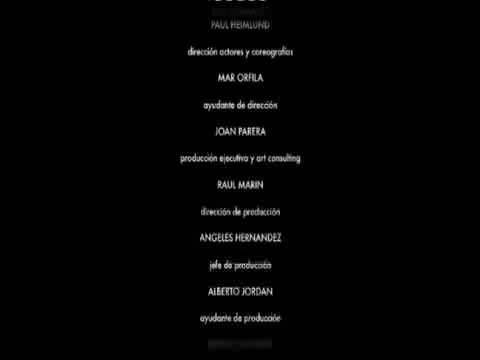 PAUL HEIMLUND
dirección actores y coreografías
MAR ORFILA
ayudante de dirección
JOAN PARERA
producción ejecutiva y art consulting
RAUL MARIN
dirección de producción
ANGELES HERNANDEZ
jefe de producción
ALBERTO JORDAN
ayudante de producción